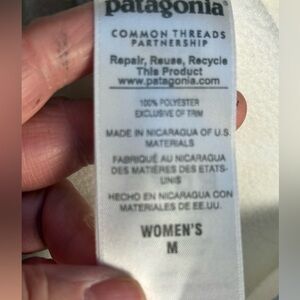 patagonia®
COMMON THREADS
PARTNERSHIP
Repair, Reuse, Recycle
This Product
www.patagonia.com
100% POLYESTER
EXCLUSIVE OF TRIM
MADE IN NICARAGUA OF U.S.
MATERIALS
FABRIQUÉ AU NICARAGUA
DES MATIÈRES DES ETATS-
UNIS
HECHO EN NICARAGUA CON
MATERIALES DE EE.UU.
WOMEN'S
M